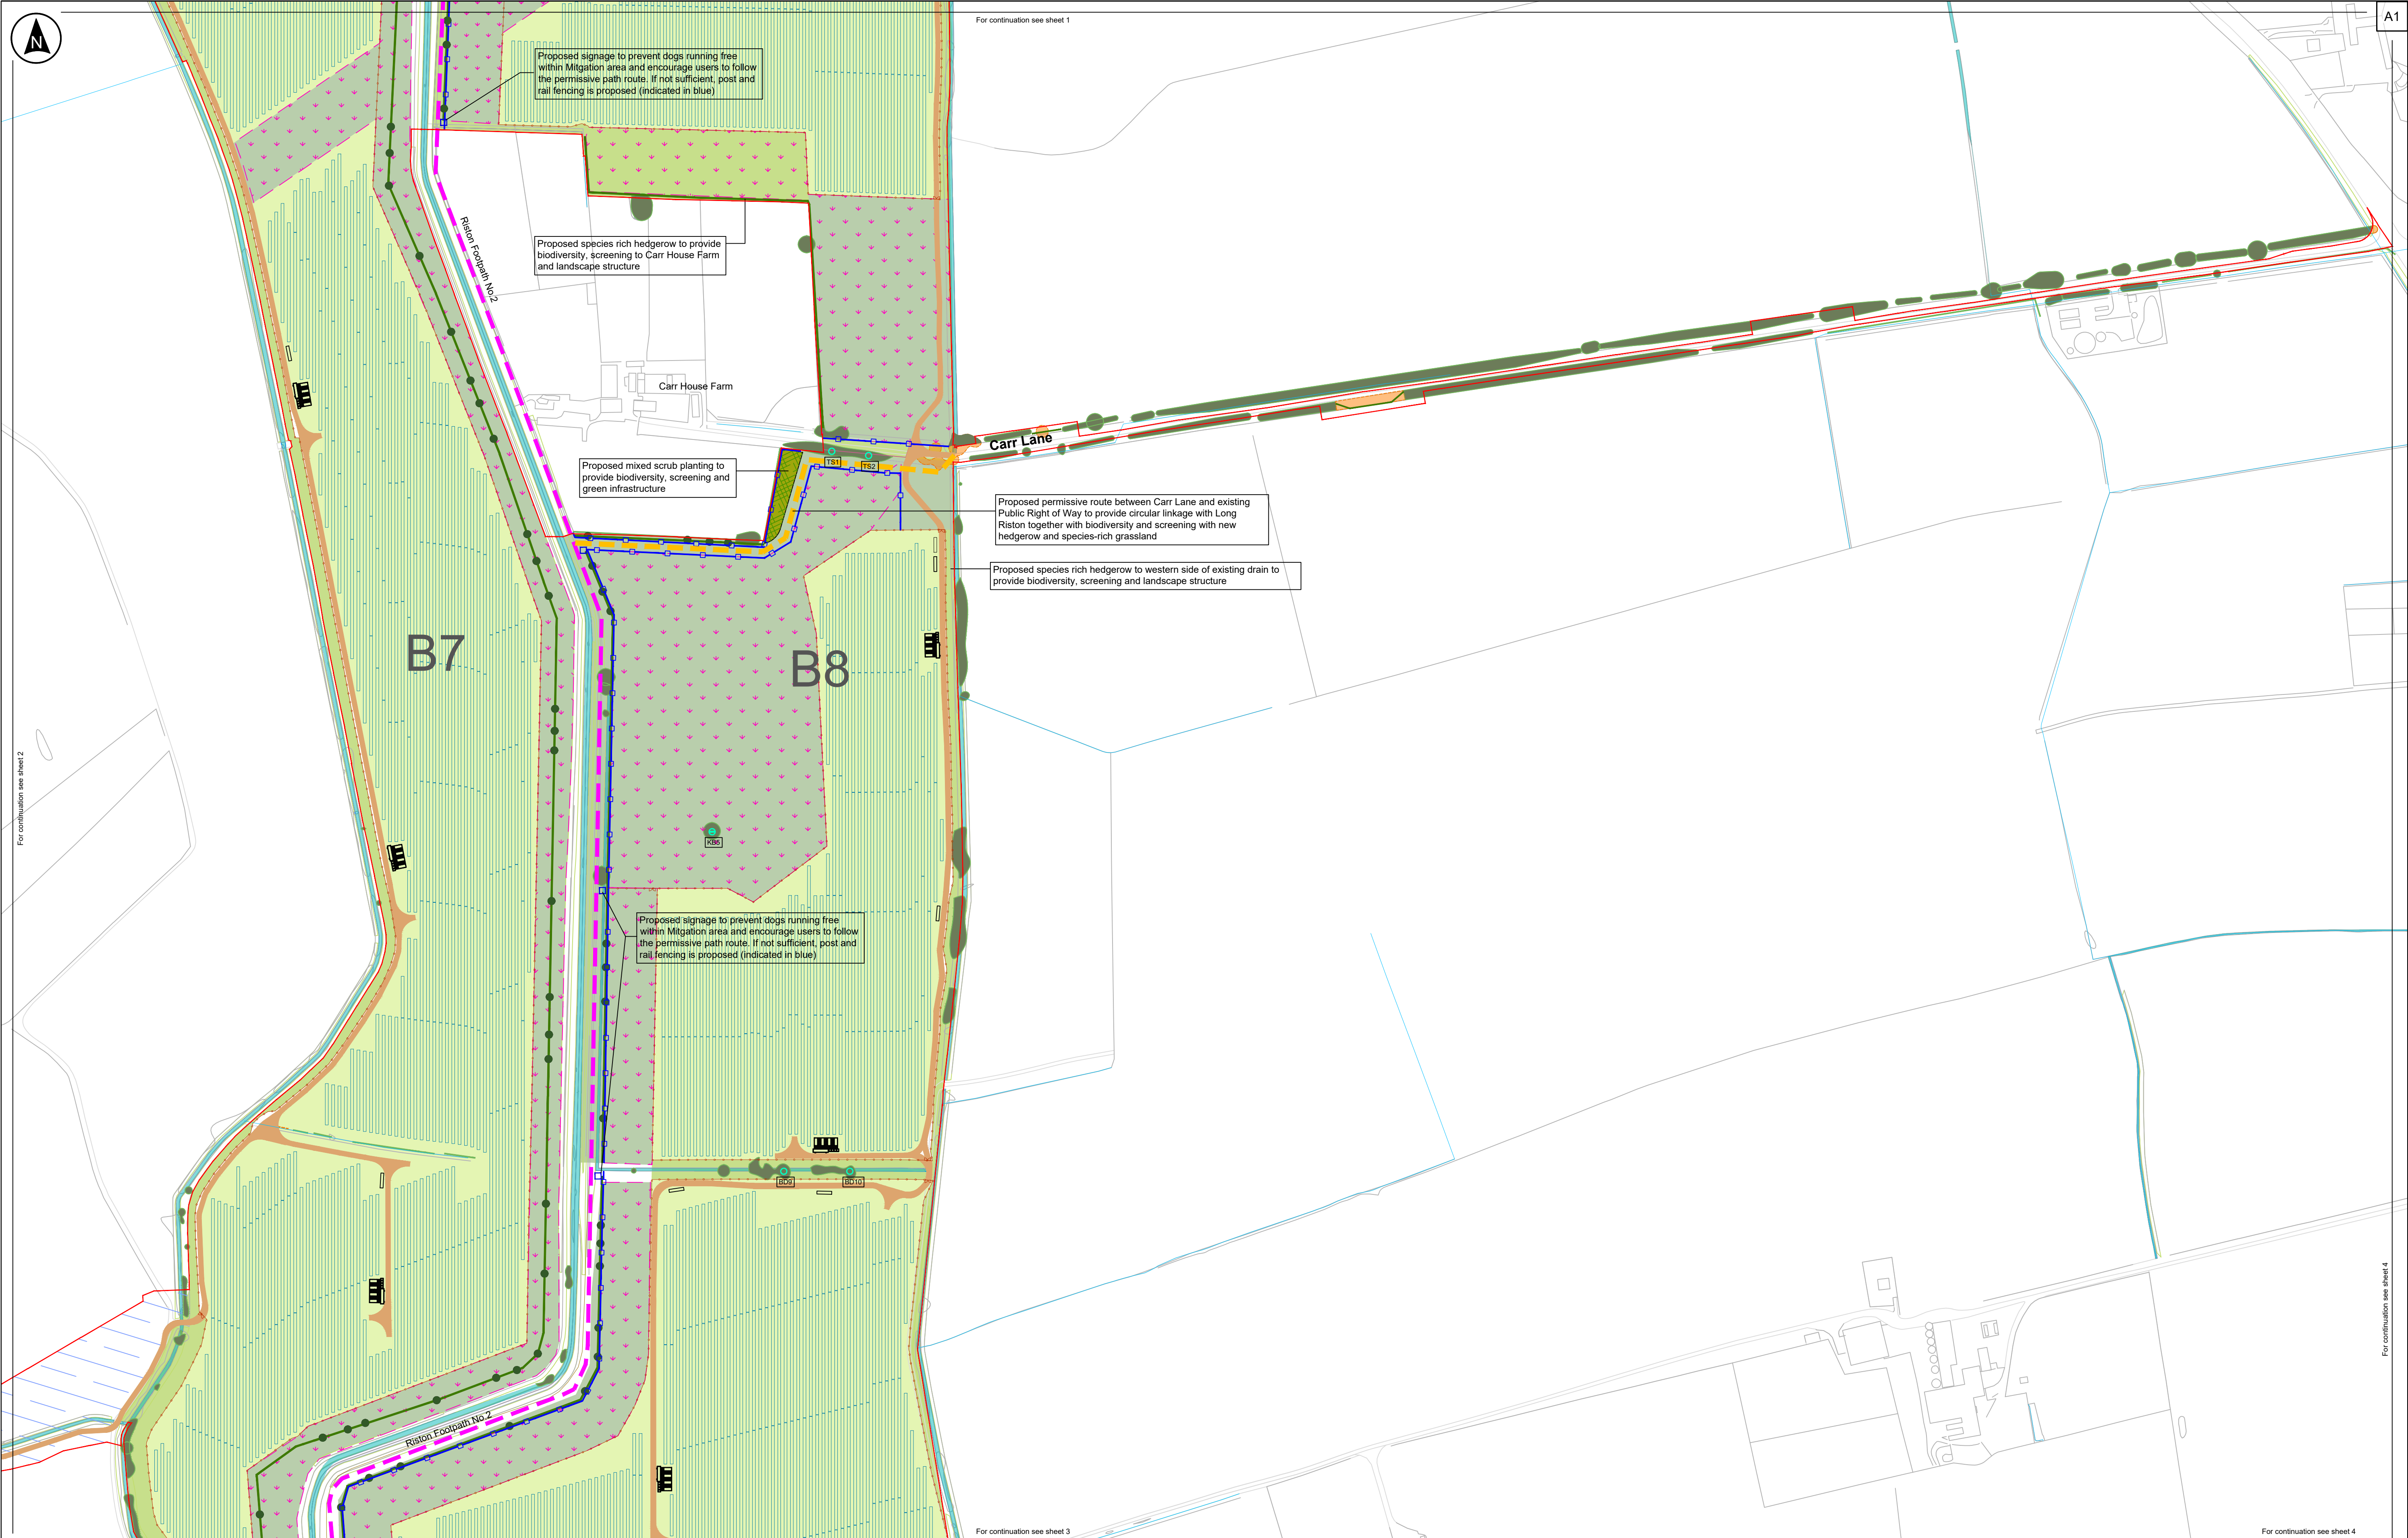 For continuation see sheet 1
A1
N
Proposed signage to prevent dogs running free
within Mitgation area and encourage users to follow
the permissive path route. If not sufficient, post and
rail fencing is proposed (indicated in blue)
Riston Footpath No.2
Proposed species rich hedgerow to provide
biodiversity, screening to Carr House Farm
and landscape structure
Carr House Farm
Carr Lane
TS1
TS2
Proposed mixed scrub planting to
provide biodiversity, screening and
green infrastructure
Proposed permissive route between Carr Lane and existing
Public Right of Way to provide circular linkage with Long
Riston together with biodiversity and screening with new
hedgerow and species-rich grassland
Proposed species rich hedgerow to western side of existing drain to
provide biodiversity, screening and landscape structure
B7
B8
For continuation see sheet 2
KB5
Proposed signage to prevent dogs running free
within Mitgation area and encourage users to follow
the permissive path route. If not sufficient, post and
rail fencing is proposed (indicated in blue)
BD9
BD10
For continuation see sheet 4
Riston Footpath No.2
For continuation see sheet 3
For continuation see sheet 4